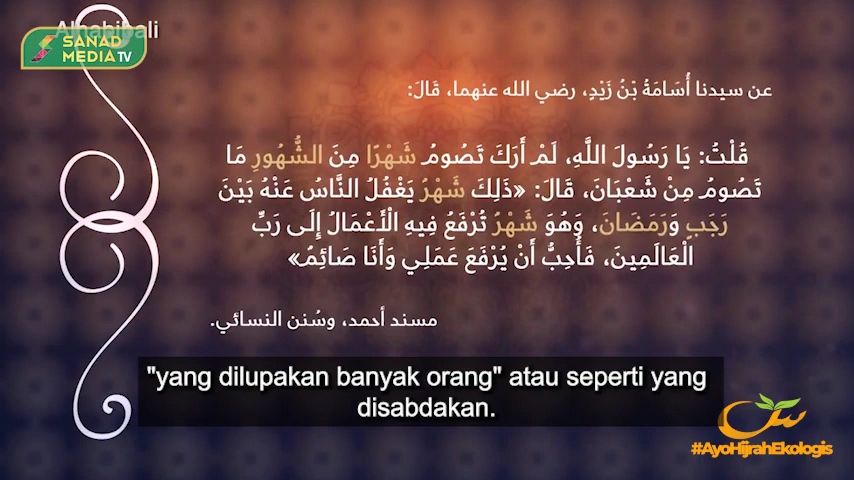 Alhabibali
SANAD
MEDIA TV
عن سيدنا أُسَامَةُ بْنُ زَيْدٍ، رضي الله عنهما، قَالَ:
قُلْتُ: يَا رَسُولَ اللَّهِ، لَمْ أَرَكَ تَصُومُ شَهْرًا مِنَ الشُّهُورِ مَا
تَصُومُ مِنْ شَعْبَانَ، قَالَ: «ذَلِكَ شَهْرٌ يَغْفُلُ النَّاسُ عَنْهُ بَيْنَ
رَجَبٍ وَرَمَضَانَ، وَهُوَ شَهْرٌ تُرْفَعُ فِيهِ الْأَعْمَالُ إِلَى رَبِّ
الْعَالَمِينَ، فَأُحِبُّ أَنْ يُرْفَعَ عَمَلِي وَأَنَا صَائِمٌ»
مسند أحمد، وسُنن النسائي.
"yang dilupakan banyak orang" atau seperti yang
disabdakan.
#AyoHijrahEkologis